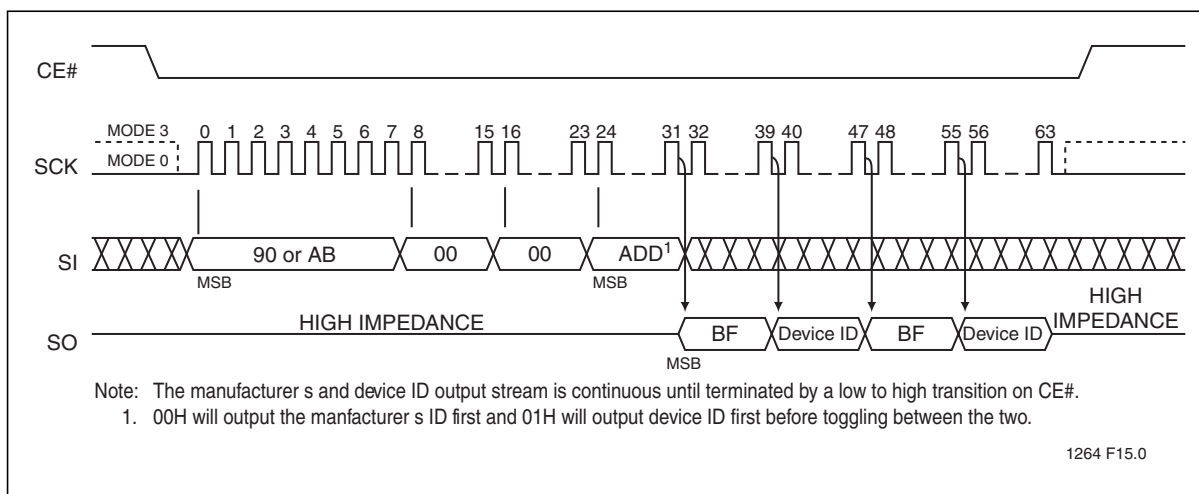 CE#
MODE 3 0 1 2 3 4 5 6 7 8 15 16 23 24 31 32 39 40 47 48 55 56 63
SCK MODE 0
SI 90 or AB 00 00 ADD1
MSB MSB
HIGH IMPEDANCE
HIGH IMPEDANCE
SO BF Device ID BF Device ID
MSB
Note: The manufacturer s and device ID output stream is continuous until terminated by a low to high transition on CE#.
1. 00H will output the manfacturer s ID first and 01H will output device ID first before toggling between the two.
1264 F15.0